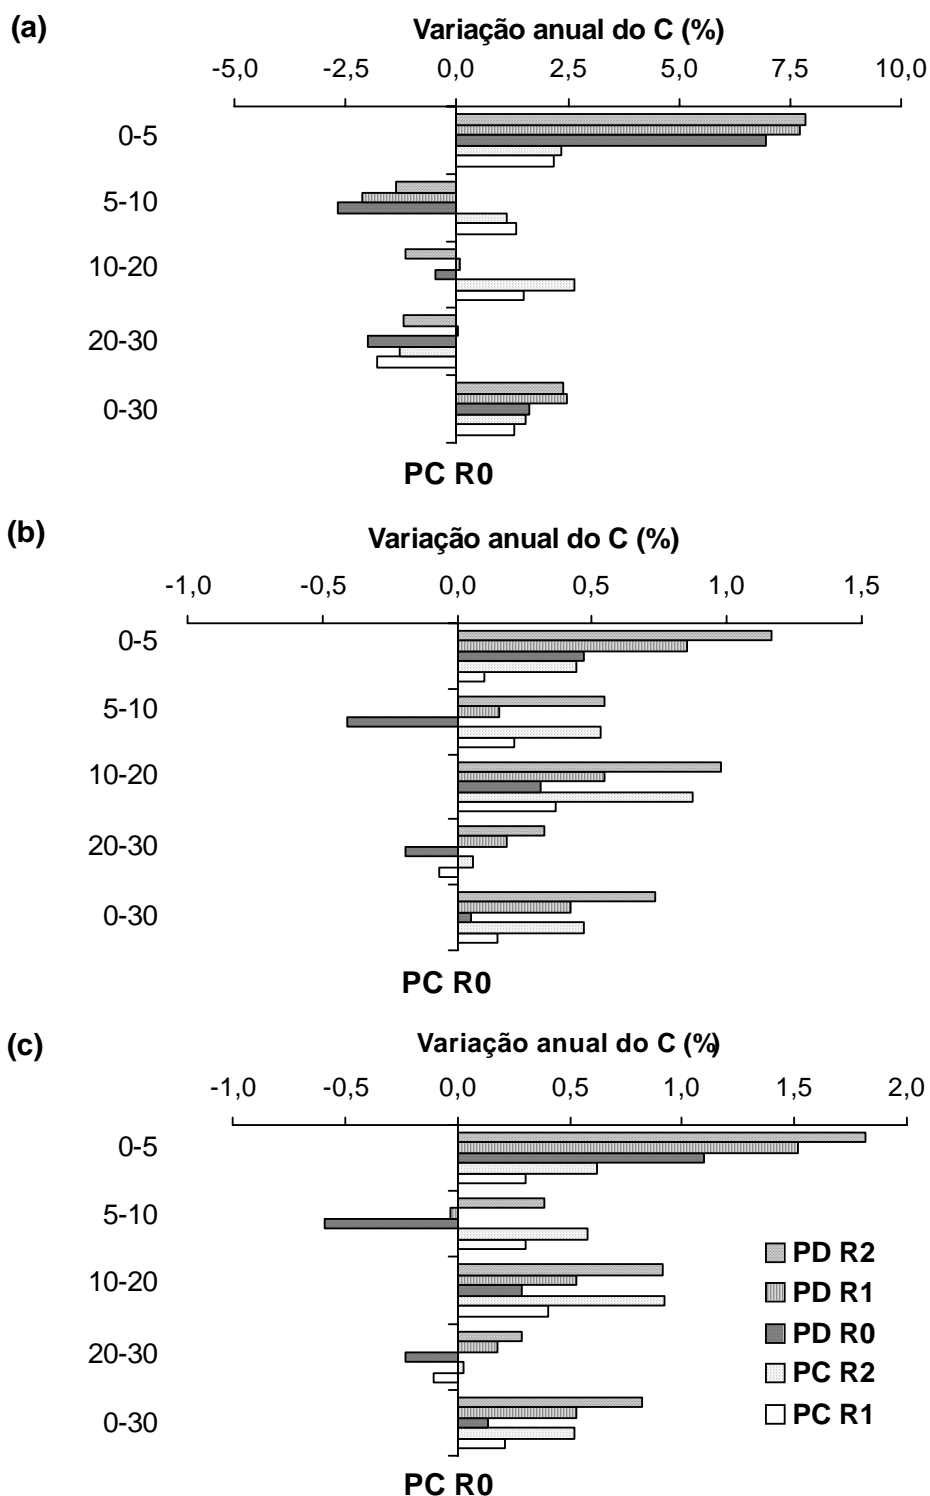 (a)
Variação anual do C (%)
-5,0 -2,5 0,0 2,5 5,0 7,5 10,0
0-5
5-10
10-20
20-30
0-30
PC R0
(b)
Variação anual do C (%)
-1,0 -0,5 0,0 0,5 1,0 1,5
0-5
5-10
10-20
20-30
0-30
PC R0
(c)
Variação anual do C (%)
-1,0 -0,5 0,0 0,5 1,0 1,5 2,0
0-5
5-10
10-20
20-30
0-30
PD R2
PD R1
PD R0
PC R2
PC R1
PC R0